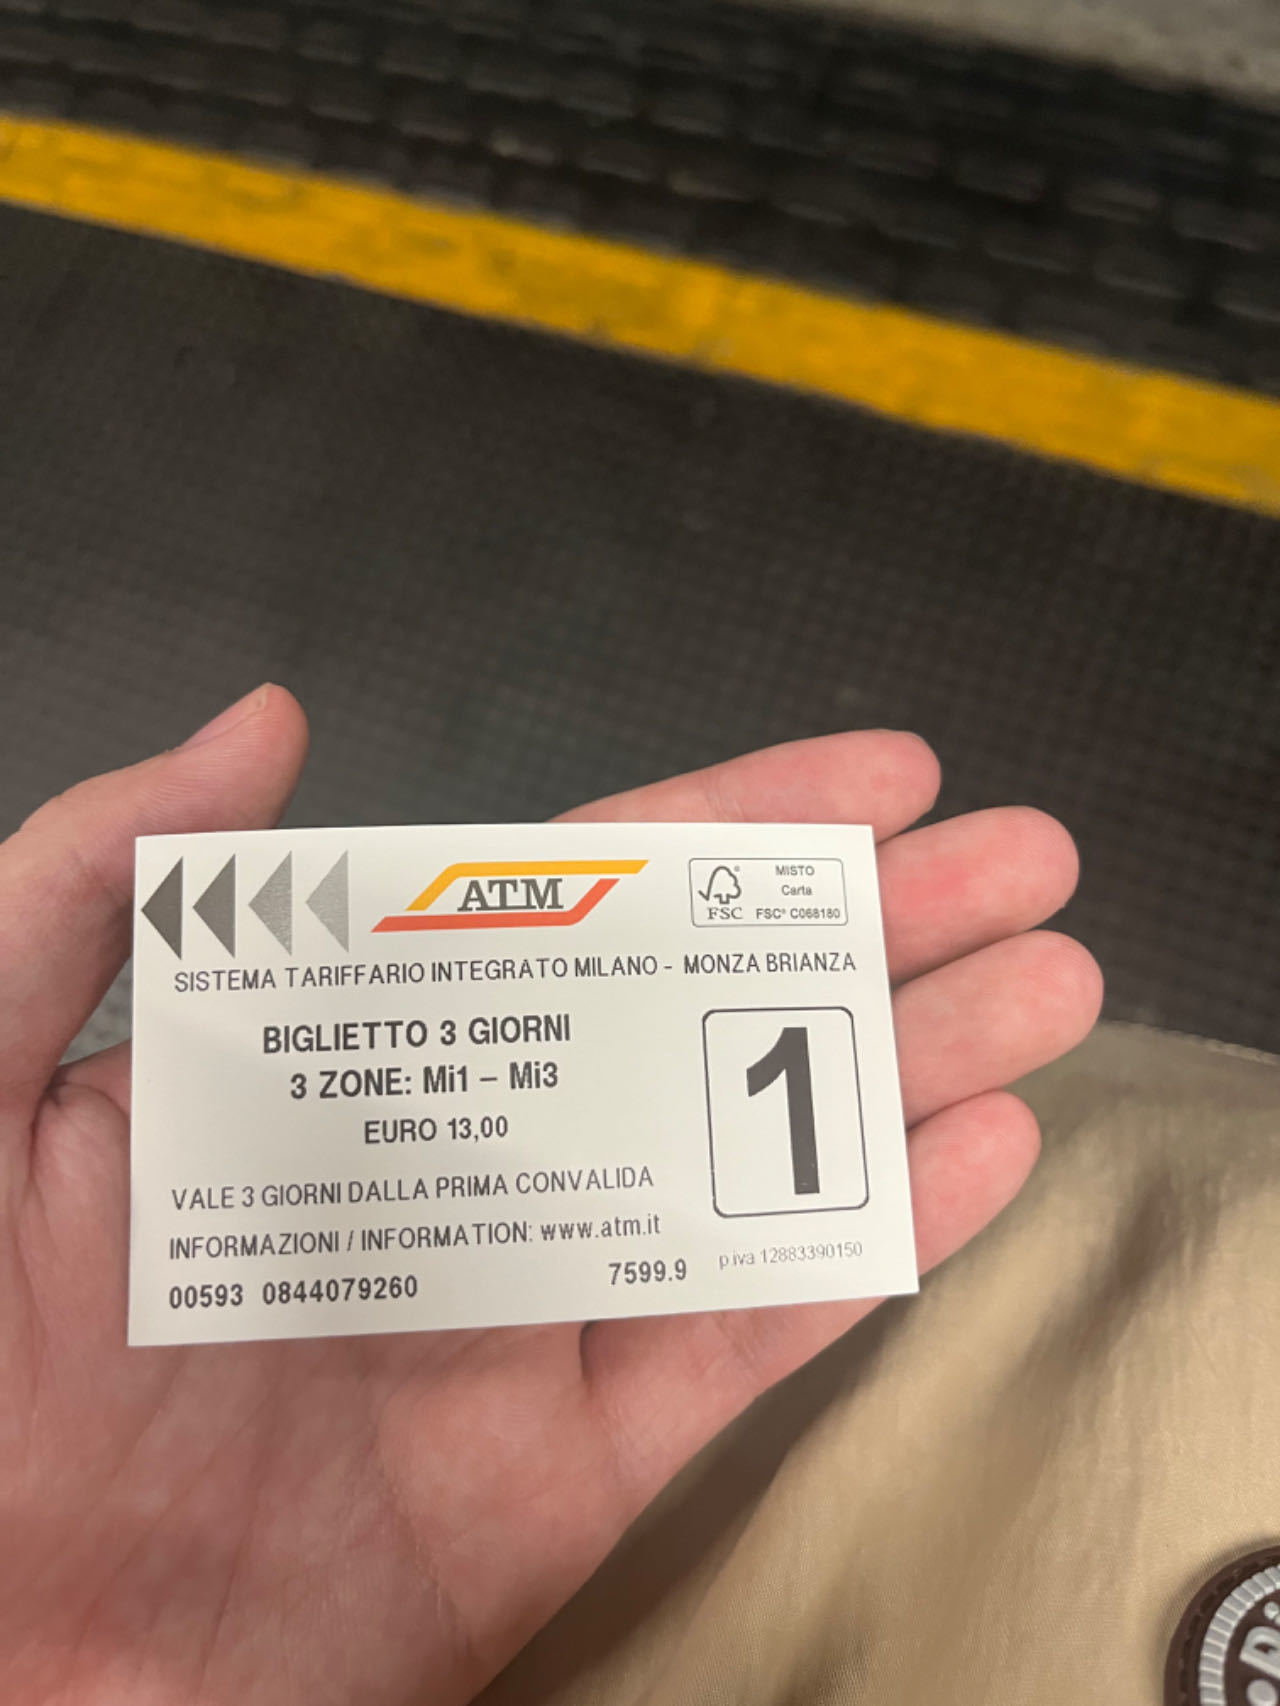 ATM
FSC
MISTO
Carta
FSC® C068180
SISTEMA TARIFFARIO INTEGRATO MILANO - MONZA BRIANZA
BIGLIETTO 3 GIORNI
3 ZONE: Mi1 – Mi3
EURO 13,00
1
VALE 3 GIORNI DALLA PRIMA CONVALIDA
INFORMAZIONI / INFORMATION: www.atm.it
00593 0844079260
7599.9
p iva 12883390150